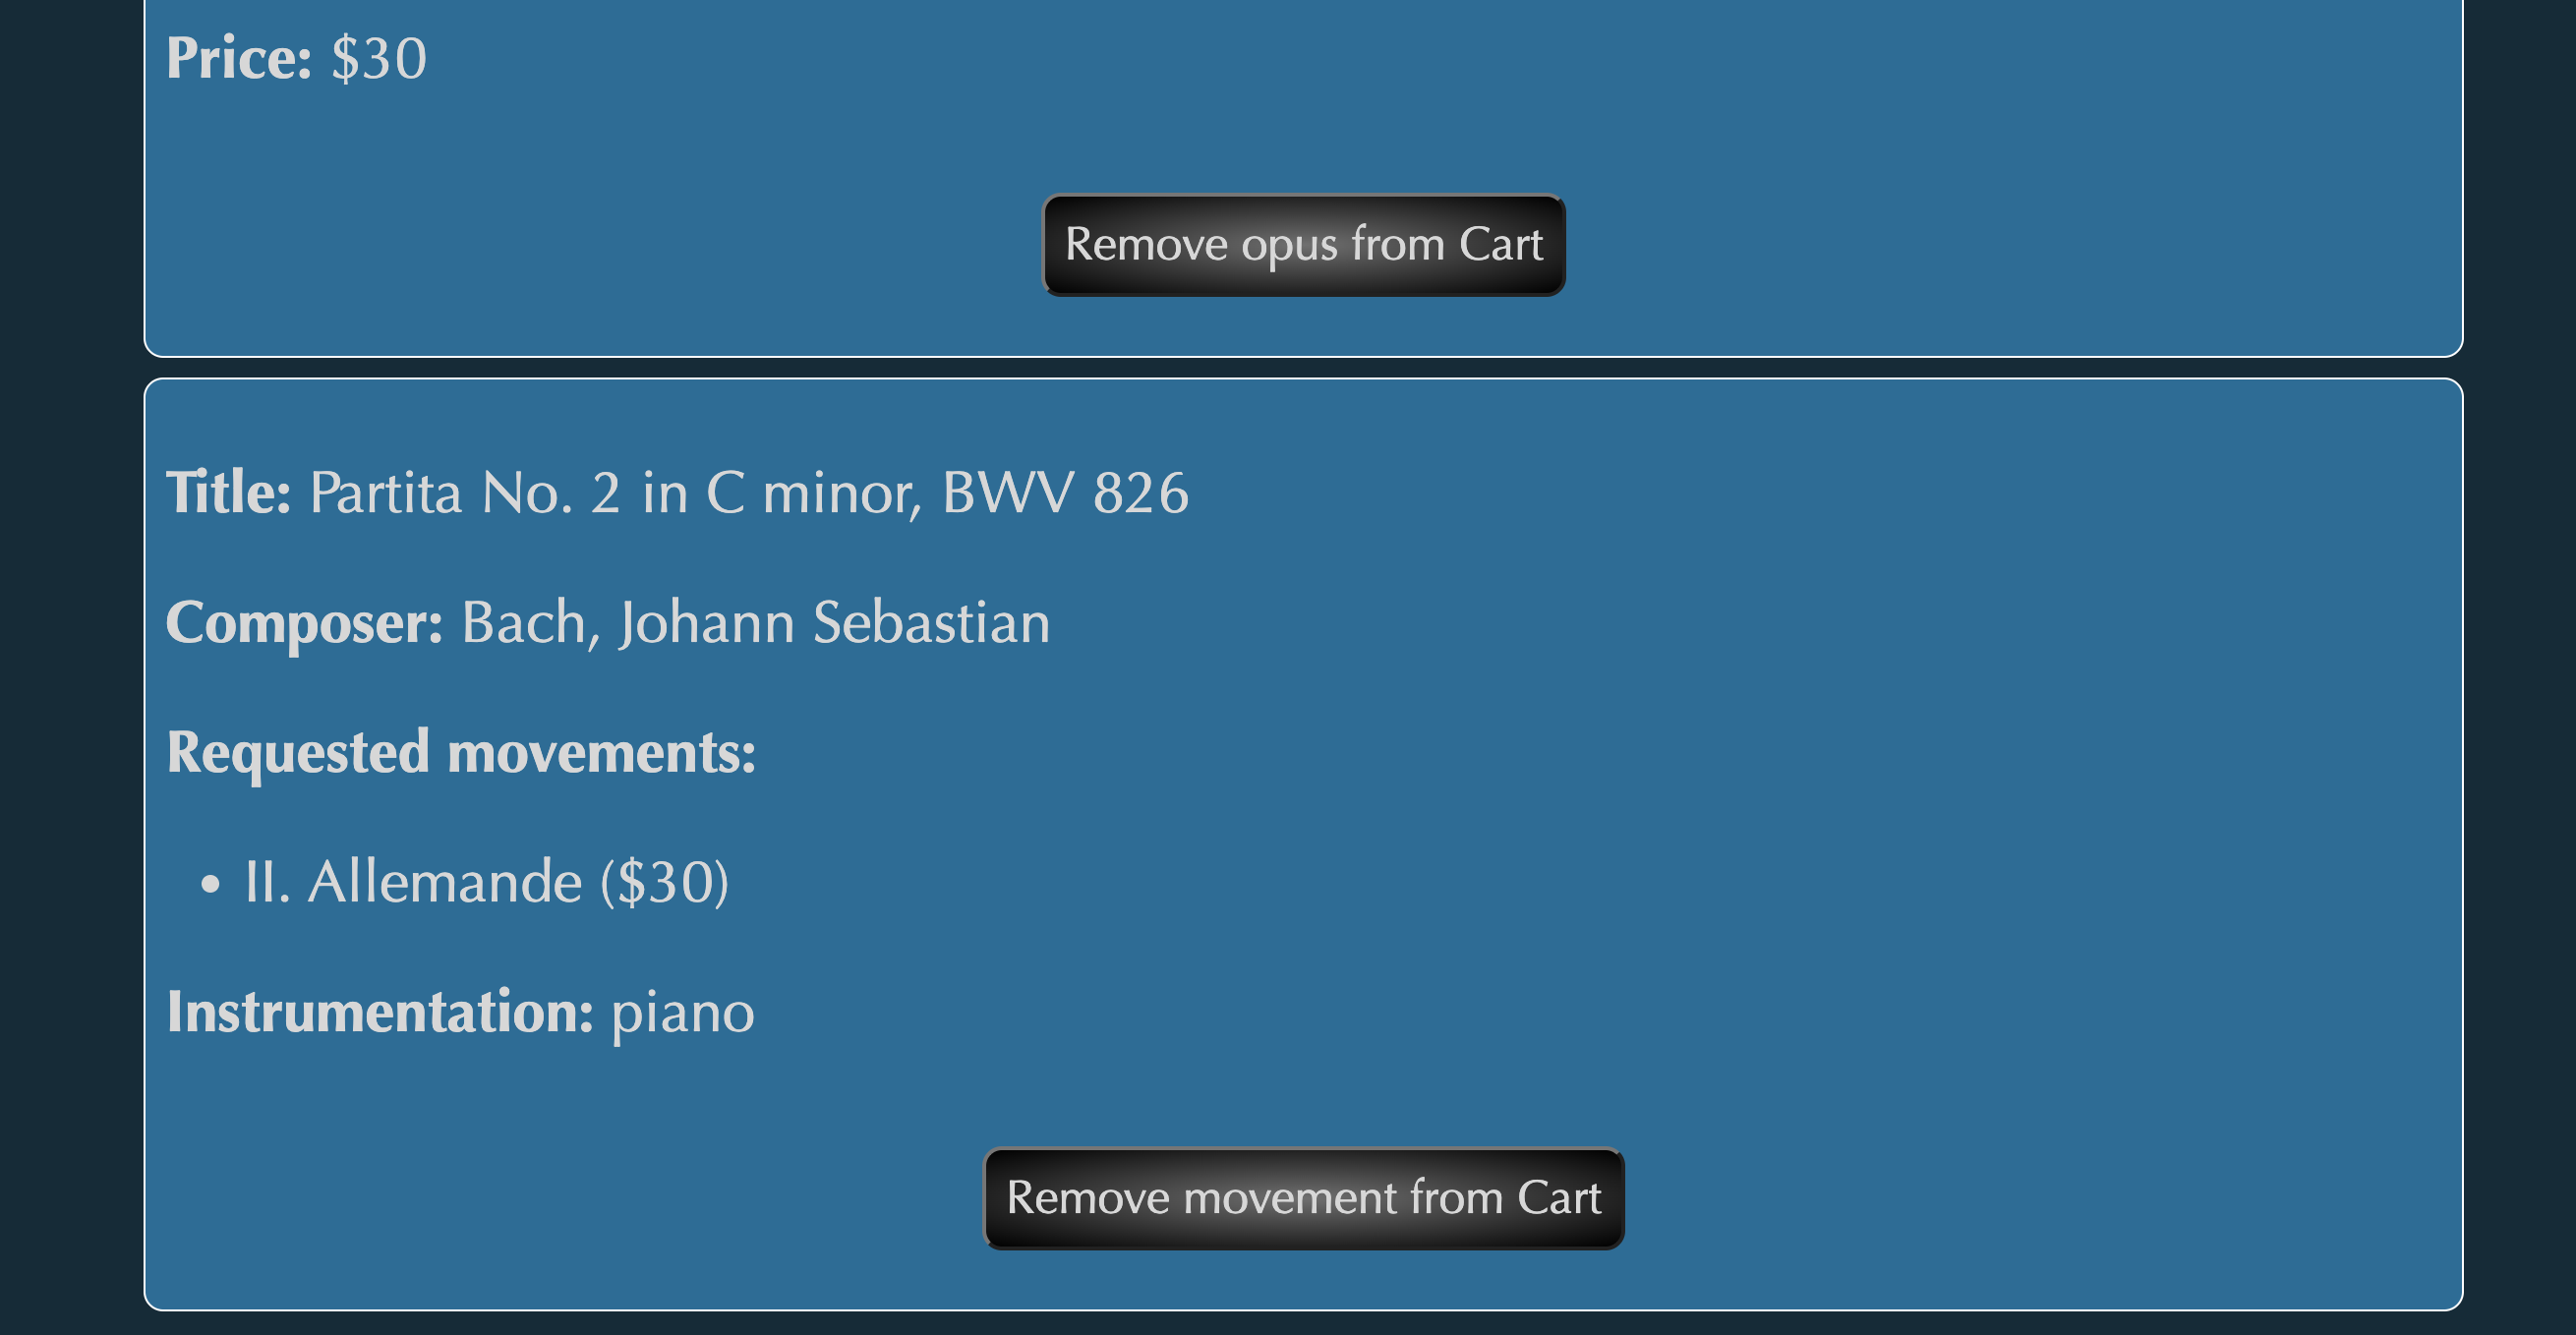 Price: $30
Remove opus from Cart
Title: Partita No. 2 in C minor, BWV 826
Composer: Bach, Johann Sebastian
Requested movements:
• II. Allemande ($30)
Instrumentation: piano
Remove movement from Cart